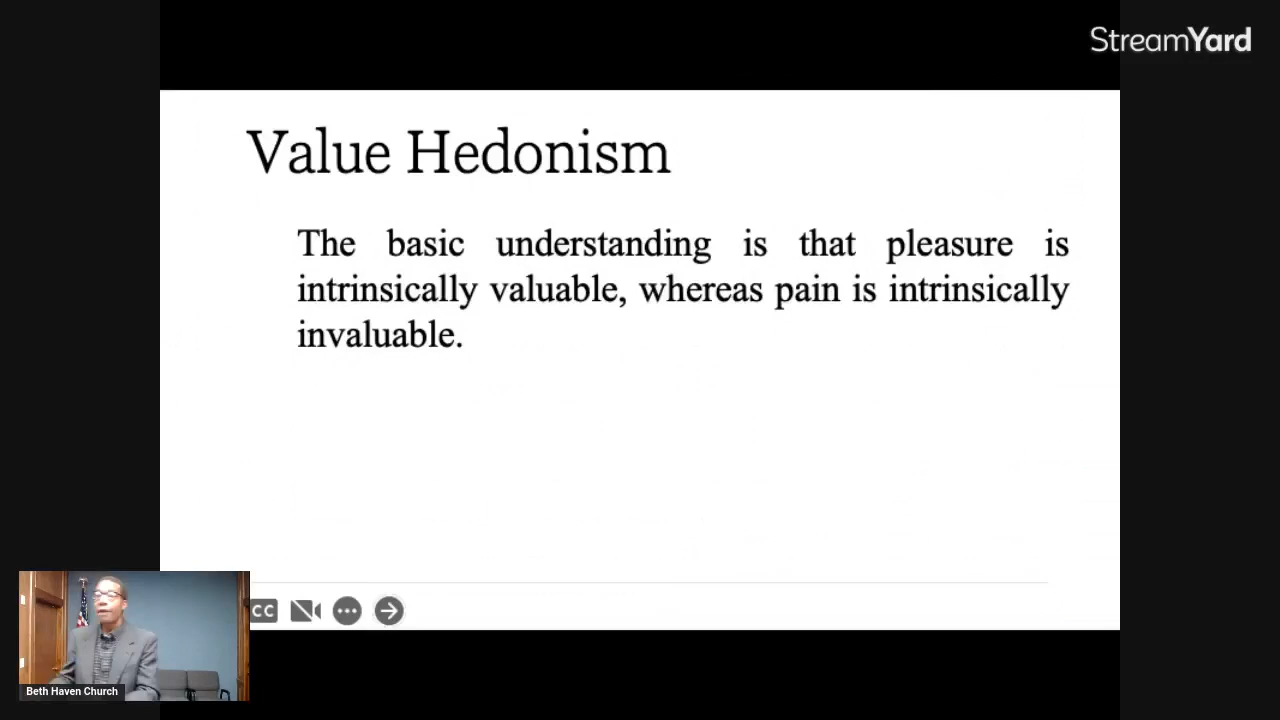 StreamYard
Value Hedonism
The basic understanding is that pleasure is
intrinsically valuable, whereas pain is intrinsically
invaluable.
CC
Beth Haven Church